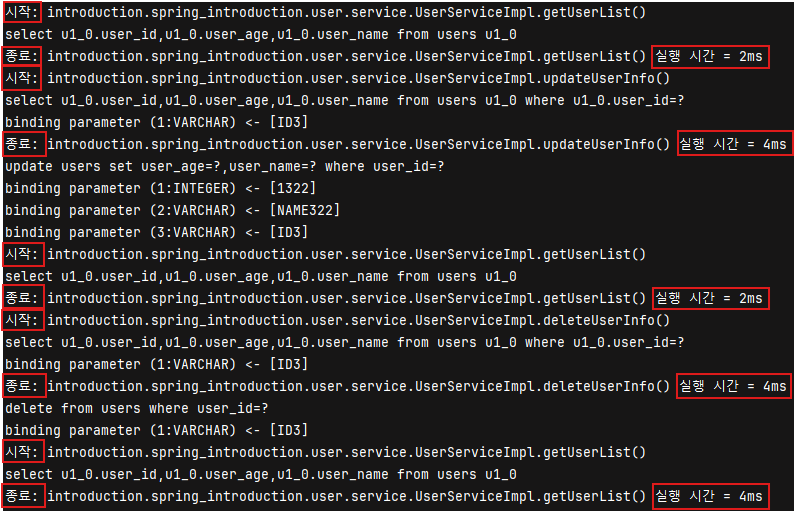 시작: introduction.spring_introduction.user.service.UserServiceImpl.getUserList()
select u1_0.user_id,u1_0.user_age,u1_0.user_name from users u1_0
종료: introduction.spring_introduction.user.service.UserServiceImpl.getUserList() 실행 시간 = 2ms
시작: introduction.spring_introduction.user.service.UserServiceImpl.updateUserInfo()
select u1_0.user_id,u1_0.user_age,u1_0.user_name from users u1_0 where u1_0.user_id=?
binding parameter (1:VARCHAR) <- [ID3]
종료: introduction.spring_introduction.user.service.UserServiceImpl.updateUserInfo() 실행 시간 = 4ms
update users set user_age=?,user_name=? where user_id=?
binding parameter (1:INTEGER) <- [1322]
binding parameter (2:VARCHAR) <- [NAME322]
binding parameter (3:VARCHAR) <- [ID3]
시작: introduction.spring_introduction.user.service.UserServiceImpl.getUserList()
select u1_0.user_id,u1_0.user_age,u1_0.user_name from users u1_0
종료: introduction.spring_introduction.user.service.UserServiceImpl.getUserList() 실행 시간 = 2ms
시작: introduction.spring_introduction.user.service.UserServiceImpl.deleteUserInfo()
select u1_0.user_id,u1_0.user_age,u1_0.user_name from users u1_0 where u1_0.user_id=?
binding parameter (1:VARCHAR) <- [ID3]
종료: introduction.spring_introduction.user.service.UserServiceImpl.deleteUserInfo() 실행 시간 = 4ms
delete from users where user_id=?
binding parameter (1:VARCHAR) <- [ID3]
시작: introduction.spring_introduction.user.service.UserServiceImpl.getUserList()
select u1_0.user_id,u1_0.user_age,u1_0.user_name from users u1_0
종료: introduction.spring_introduction.user.service.UserServiceImpl.getUserList() 실행 시간 = 4ms